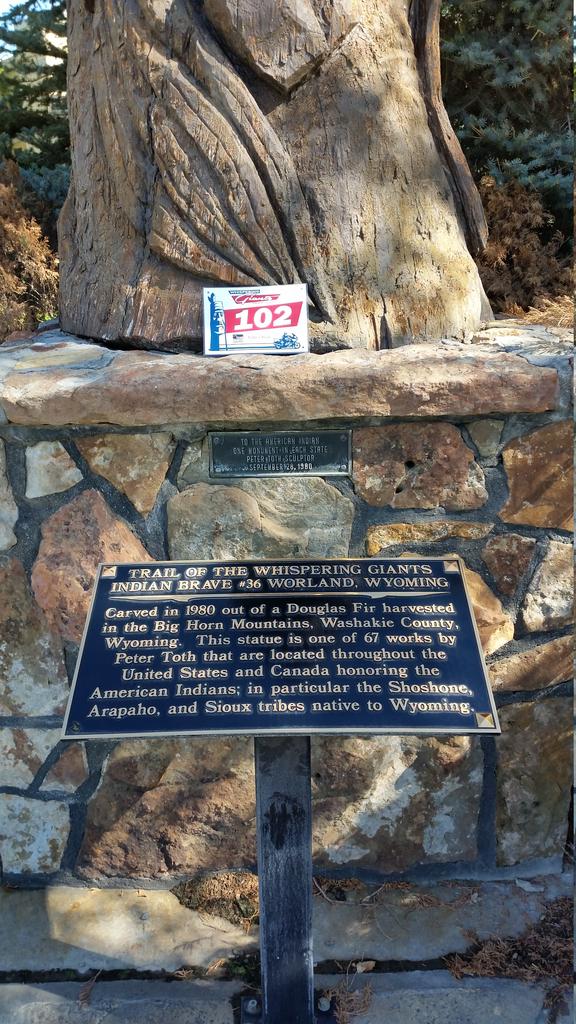 WHISPERING
Giants
102
TO THE AMERICAN INDIAN
ONE MONUMENT IN EACH STATE
PETER TOTH SCULPTOR
SEPTEMBER 28, 1980
TRAIL OF THE WHISPERING GIANTS
INDIAN BRAVE #36 WORLAND, WYOMING
Carved in 1980 out of a Douglas Fir harvested
in the Big Horn Mountains, Washakie County,
Wyoming. This statue is one of 67 works by
Peter Toth that are located throughout the
United States and Canada honoring the
American Indians; in particular the Shoshone,
Arapaho, and Sioux tribes native to Wyoming.